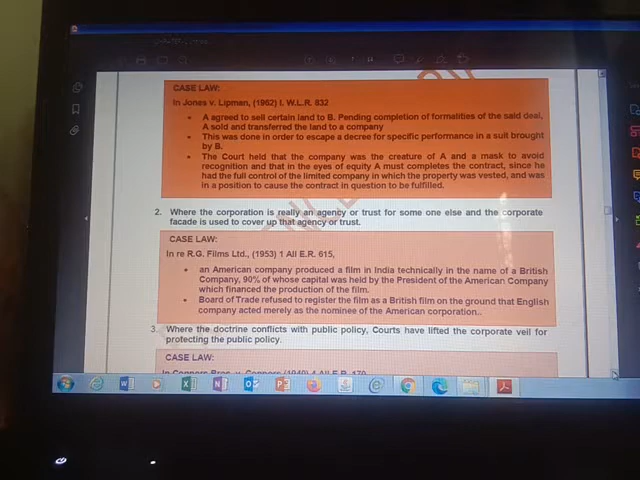 CASE LAW:
In Jones v. Lipman, (1962) I. W.L.R. 832
• A agreed to sell certain land to B. Pending completion of formalities of the said deal,
A sold and transferred the land to a company
• This was done in order to escape a decree for specific performance in a suit brought
by B.
• The Court held that the company was the creature of A and a mask to avoid
recognition and that in the eyes of equity A must completes the contract, since he
had the full control of the limited company in which the property was vested, and was
in a position to cause the contract in question to be fulfilled.
2. Where the corporation is really an agency or trust for some one else and the corporate
facade is used to cover up that agency or trust.
CASE LAW:
In re R.G. Films Ltd., (1953) 1 All E.R. 615,
• an American company produced a film in India technically in the name of a British
Company, 90% of whose capital was held by the President of the American Company
which financed the production of the film.
• Board of Trade refused to register the film as a British film on the ground that English
company acted merely as the nominee of the American corporation..
3. Where the doctrine conflicts with public policy, Courts have lifted the corporate veil for
protecting the public policy.
CASE LAW:
In Connors Bros. v. Connors (1940) 4 All E.R. 179